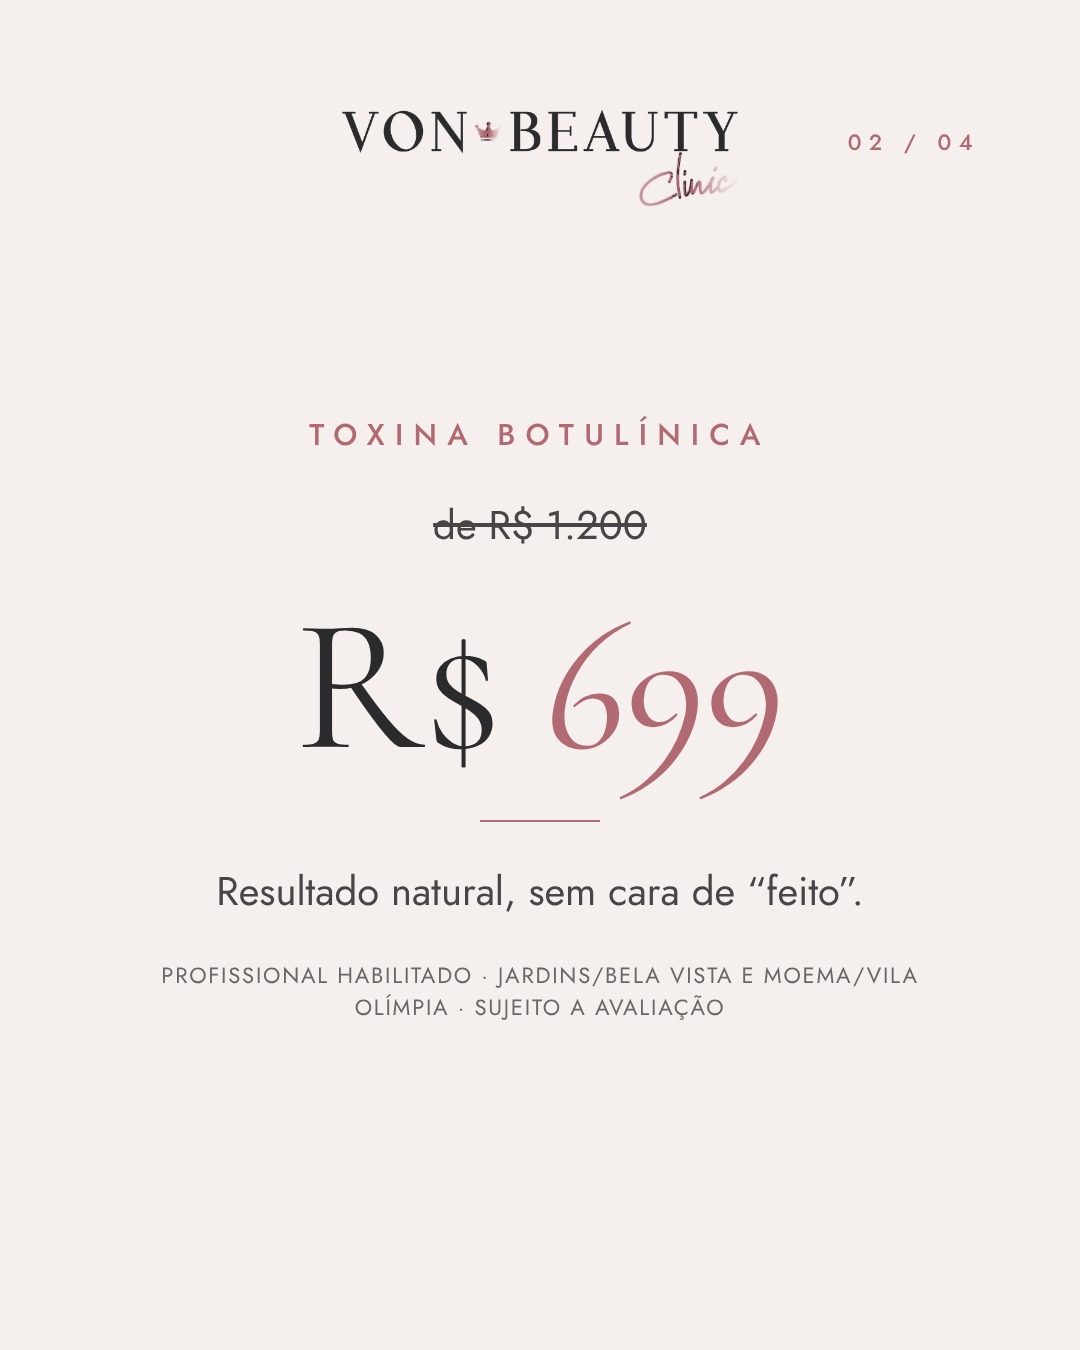 VON BEAUTY
Clinic
02 / 04
TOXINA BOTULÍNICA
de R$ 1.200
R$ 699
Resultado natural, sem cara de “feito”.
PROFISSIONAL HABILITADO · JARDINS/BELA VISTA E MOEMA/VILA
OLÍMPIA · SUJEITO A AVALIAÇÃO